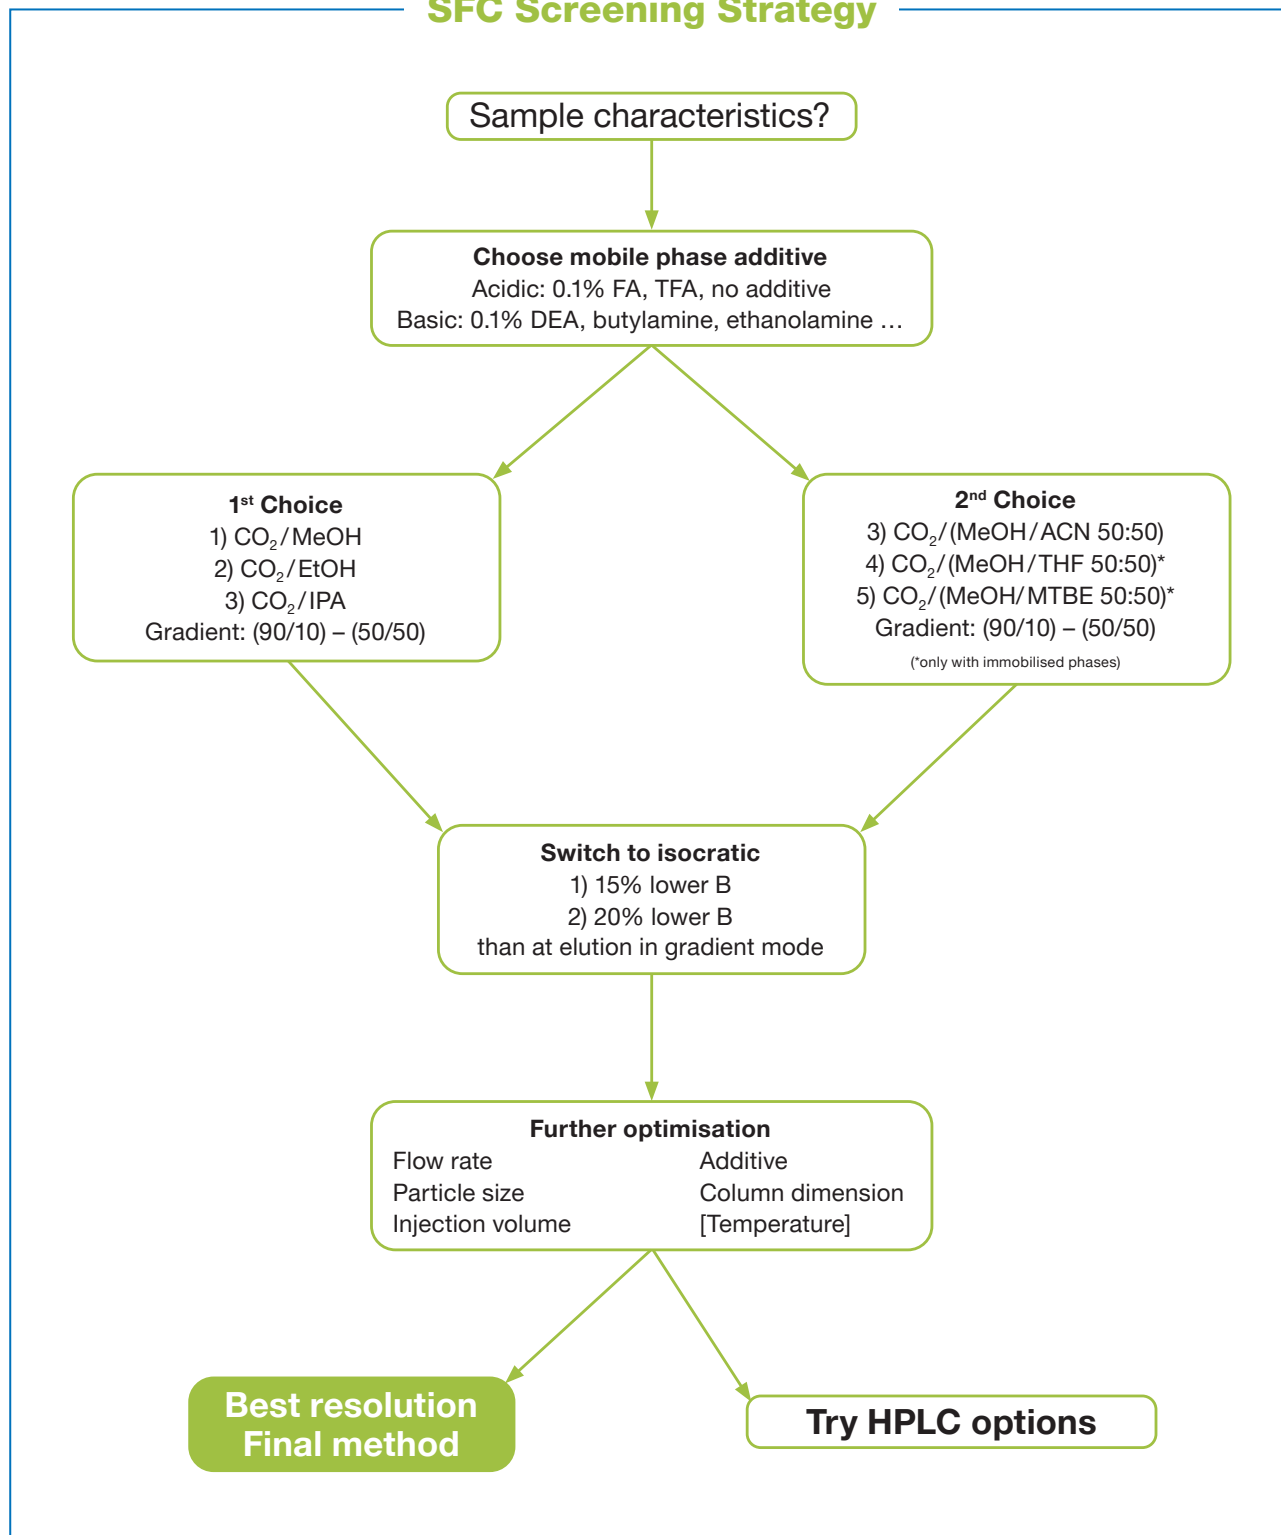 SFC Screening Strategy
Sample characteristics?
Choose mobile phase additive
Acidic: 0.1% FA, TFA, no additive
Basic: 0.1% DEA, butylamine, ethanolamine …
1st Choice
1) CO2/MeOH
2) CO2/EtOH
3) CO2/IPA
Gradient: (90/10) – (50/50)
2nd Choice
3) CO2/(MeOH/ACN 50:50)
4) CO2/(MeOH/THF 50:50)*
5) CO2/(MeOH/MTBE 50:50)*
Gradient: (90/10) – (50/50)
(*only with immobilised phases)
Switch to isocratic
1) 15% lower B
2) 20% lower B
than at elution in gradient mode
Further optimisation
Flow rate
Particle size
Injection volume
Additive
Column dimension
[Temperature]
Best resolution
Final method
Try HPLC options